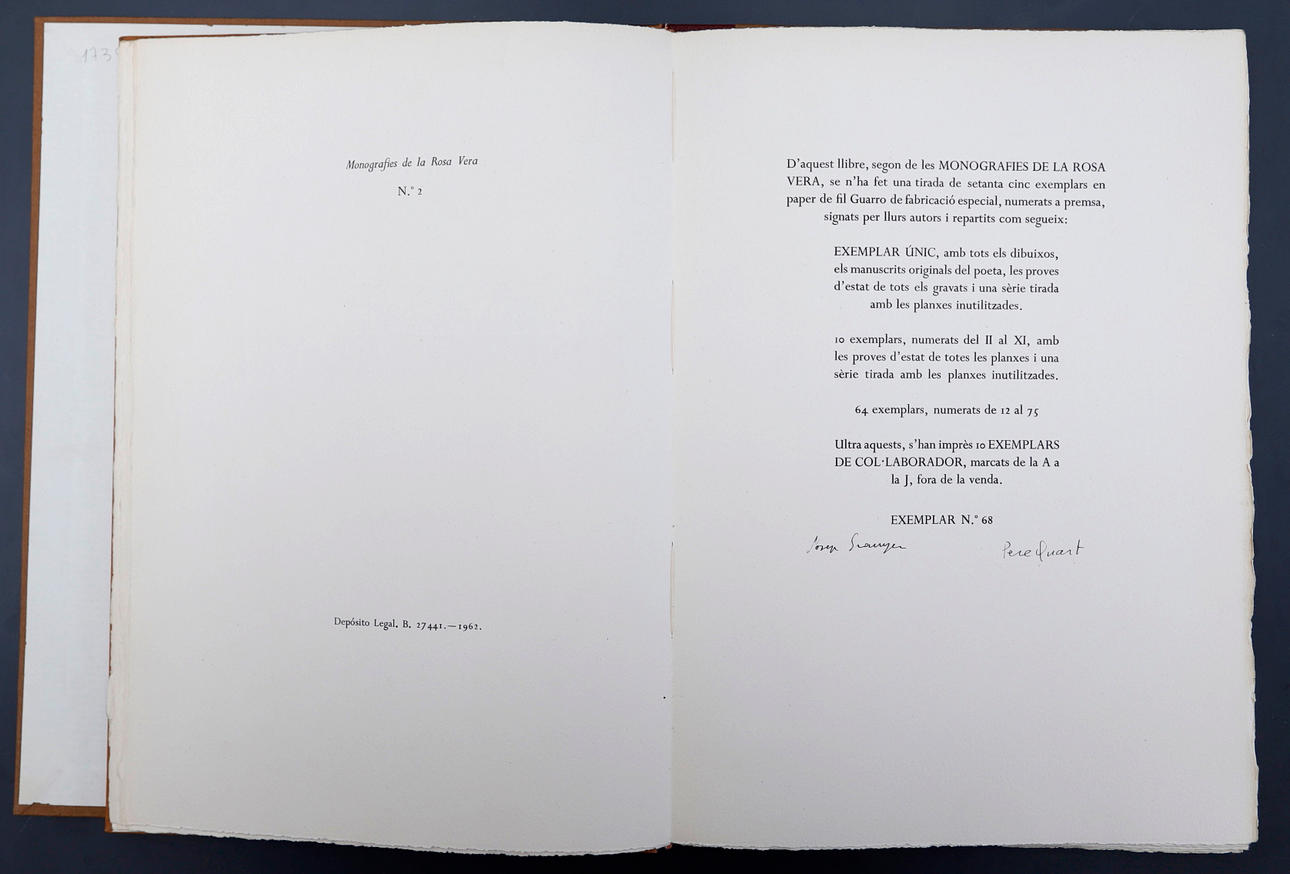 173
Monografies de la Rosa Vera
N.º 2
Depósito Legal. B. 27441.—1962.
D'aquest llibre, segon de les MONOGRAFIES DE LA ROSA
VERA, se n'ha fet una tirada de setanta cinc exemplars en
paper de fil Guarro de fabricació especial, numerats a premsa,
signats per llurs autors i repartits com segueix:
EXEMPLAR ÚNIC, amb tots els dibuixos,
els manuscrits originals del poeta, les proves
d'estat de tots els gravats i una sèrie tirada
amb les planxes inutilitzades.
10 exemplars, numerats del II al XI, amb
les proves d'estat de totes les planxes i una
sèrie tirada amb les planxes inutilitzades.
64 exemplars, numerats de 12 al 75
Ultra aquests, s'han imprès 10 EXEMPLARS
DE COL·LABORADOR, marcats de la A a
la J, fora de la venda.
EXEMPLAR N.º 68
Josep Granyer
Pere Quart